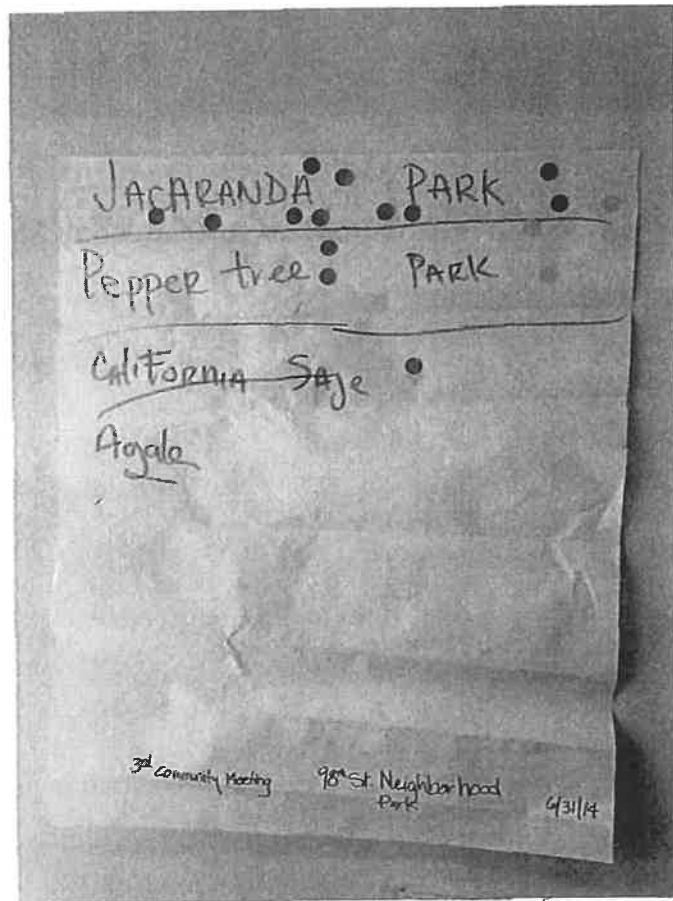 JACARANDA PARK
Pepper tree PARK
CALIFORNIA SAge
Agale
3rd Community Meeting 98th St. Neighborhood
Park 6/31/14